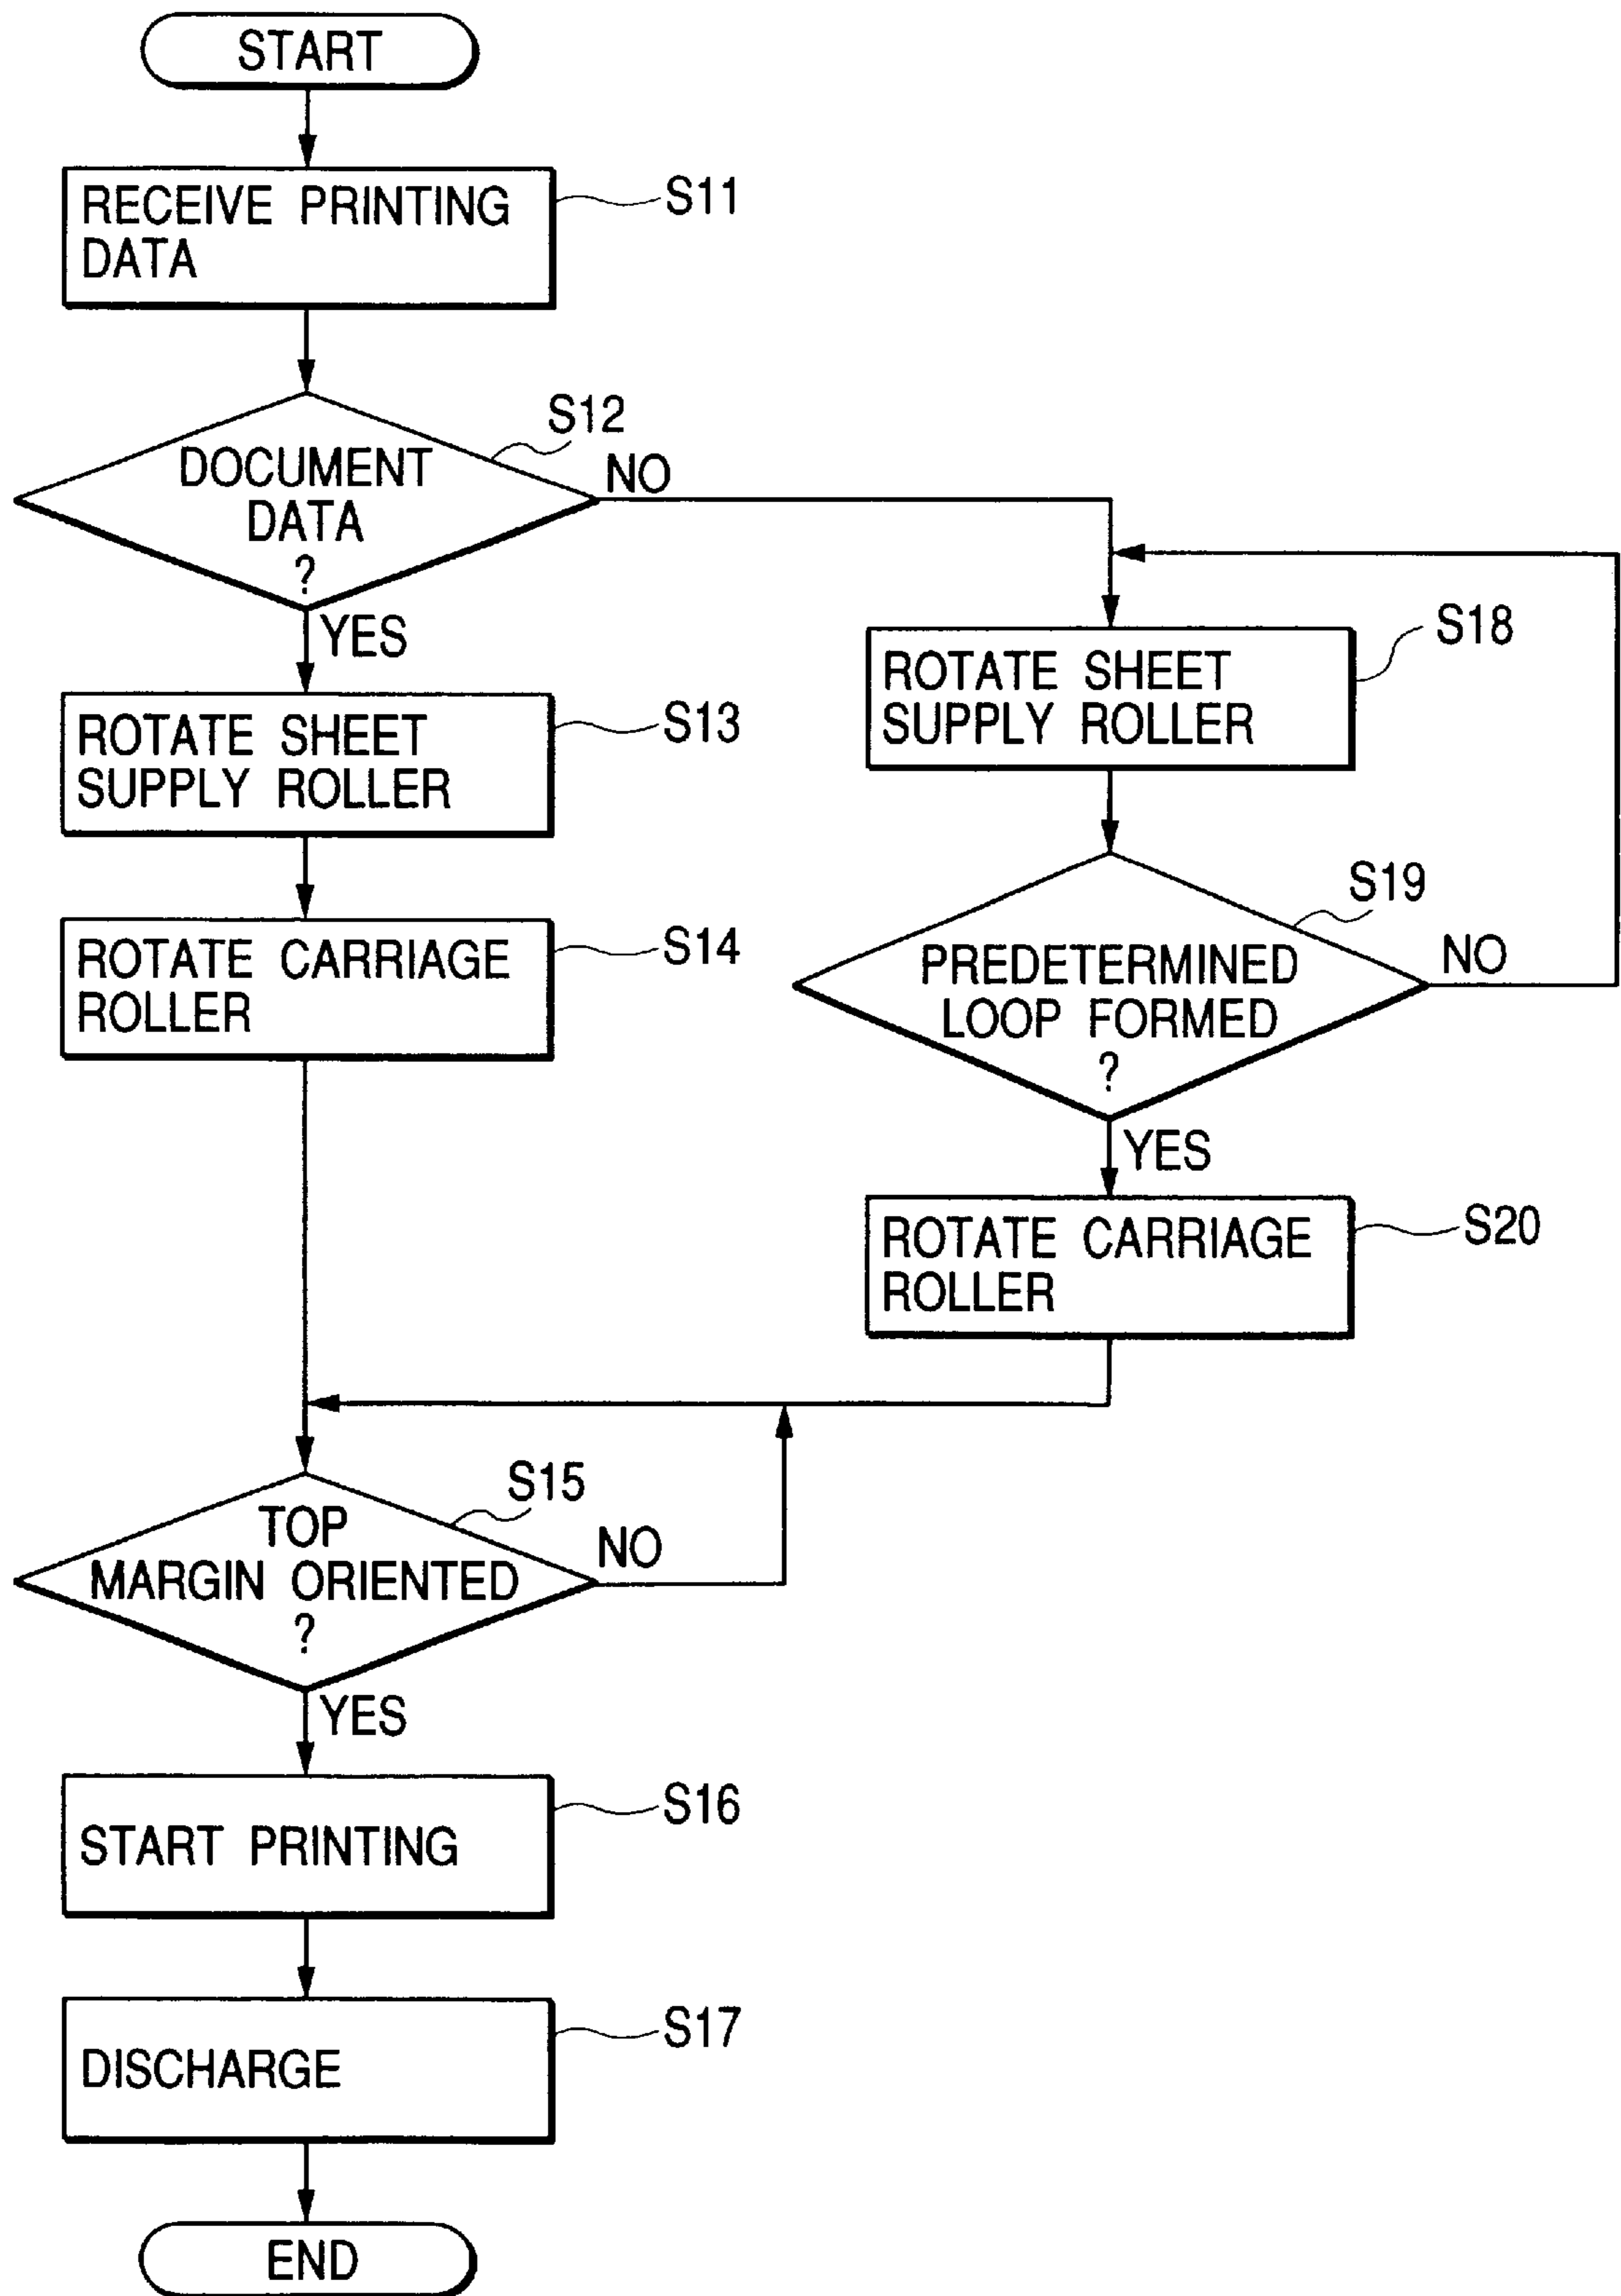 START
RECEIVE PRINTING
DATA
S11
DOCUMENT
DATA
?
S12
NO
YES
ROTATE SHEET
SUPPLY ROLLER
S13
ROTATE CARRIAGE
ROLLER
S14
ROTATE SHEET
SUPPLY ROLLER
S18
PREDETERMINED
LOOP FORMED
?
S19
NO
YES
ROTATE CARRIAGE
ROLLER
S20
TOP
MARGIN ORIENTED
?
S15
NO
YES
START PRINTING
S16
DISCHARGE
S17
END